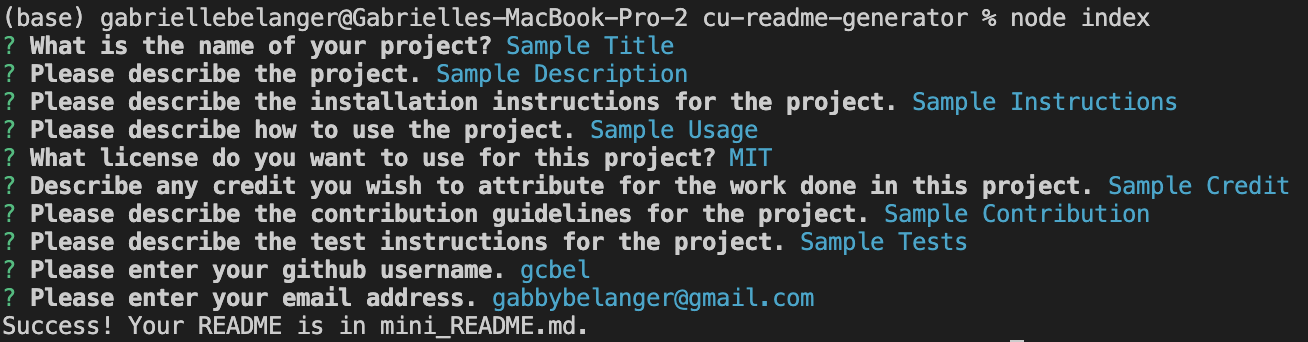 (base) gabriellebelanger@Gabrielles-MacBook-Pro-2 cu-readme-generator % node index
? What is the name of your project? Sample Title
? Please describe the project. Sample Description
? Please describe the installation instructions for the project. Sample Instructions
? Please describe how to use the project. Sample Usage
? What license do you want to use for this project? MIT
? Describe any credit you wish to attribute for the work done in this project. Sample Credit
? Please describe the contribution guidelines for the project. Sample Contribution
? Please describe the test instructions for the project. Sample Tests
? Please enter your github username. gcbel
? Please enter your email address. gabbybelanger@gmail.com
Success! Your README is in mini_README.md.